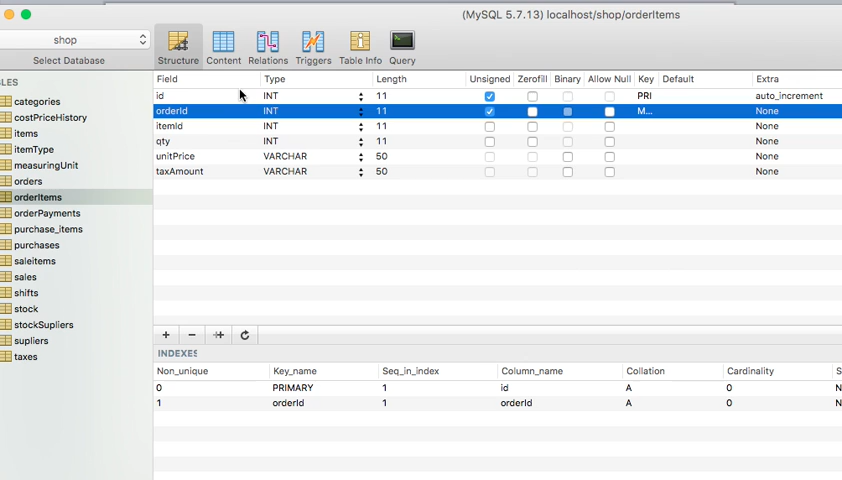 (MySQL 5.7.13) localhost/shop/orderItems
shop
Select Database
Structure Content Relations Triggers Table Info Query
BLES
categories
costPriceHistory
items
itemType
measuringUnit
orders
orderItems
orderPayments
purchase_items
purchases
saleitems
sales
shifts
stock
stockSupliers
supliers
taxes
Field Type Length Unsigned Zerofill Binary Allow Null Key Default Extra
id INT 11 PRI auto_increment
orderId INT 11 M... None
itemId INT 11 None
qty INT 11 None
unitPrice VARCHAR 50 None
taxAmount VARCHAR 50 None
INDEXES
Non_unique Key_name Seq_in_index Column_name Collation Cardinality S
0 PRIMARY 1 id A 0 N
1 orderId 1 orderId A 0 N